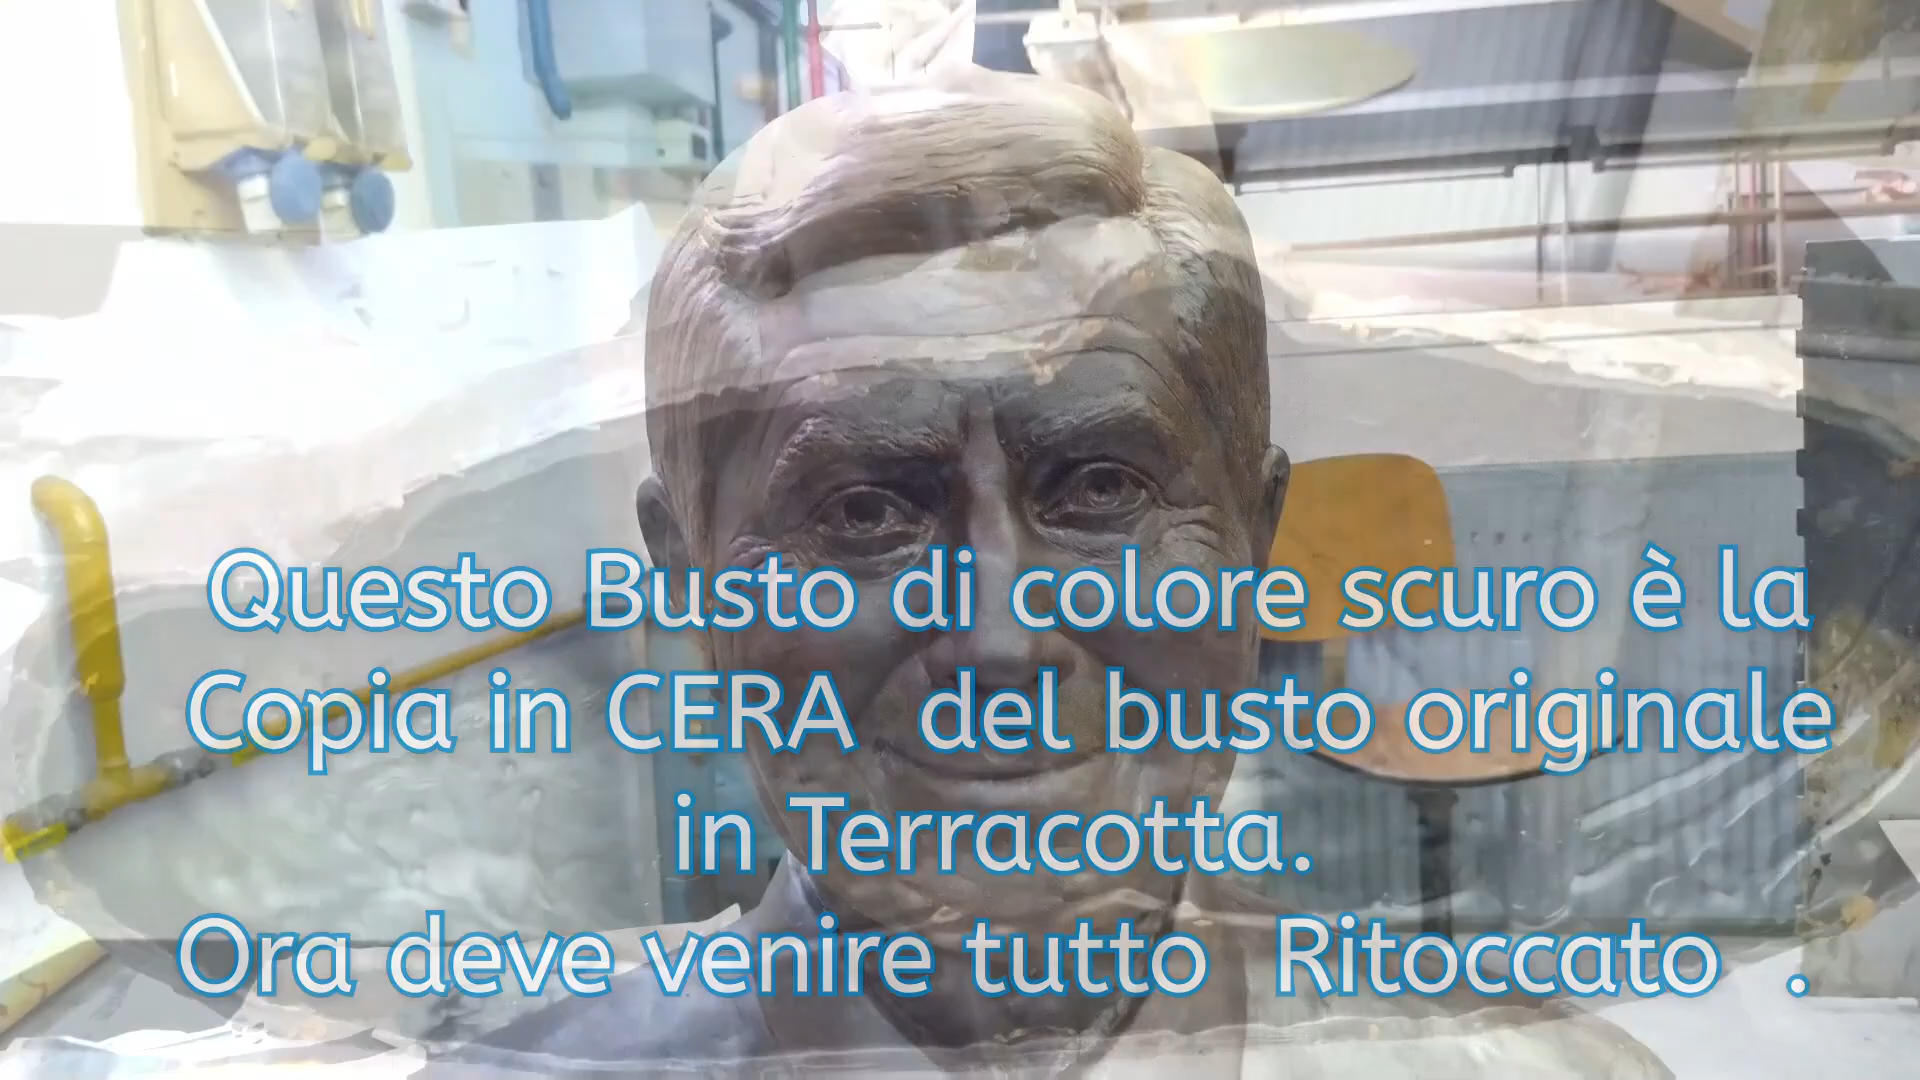 Questo Busto di colore scuro è la
Copia in CERA del busto originale
in Terracotta.
Ora deve venire tutto Ritoccato .